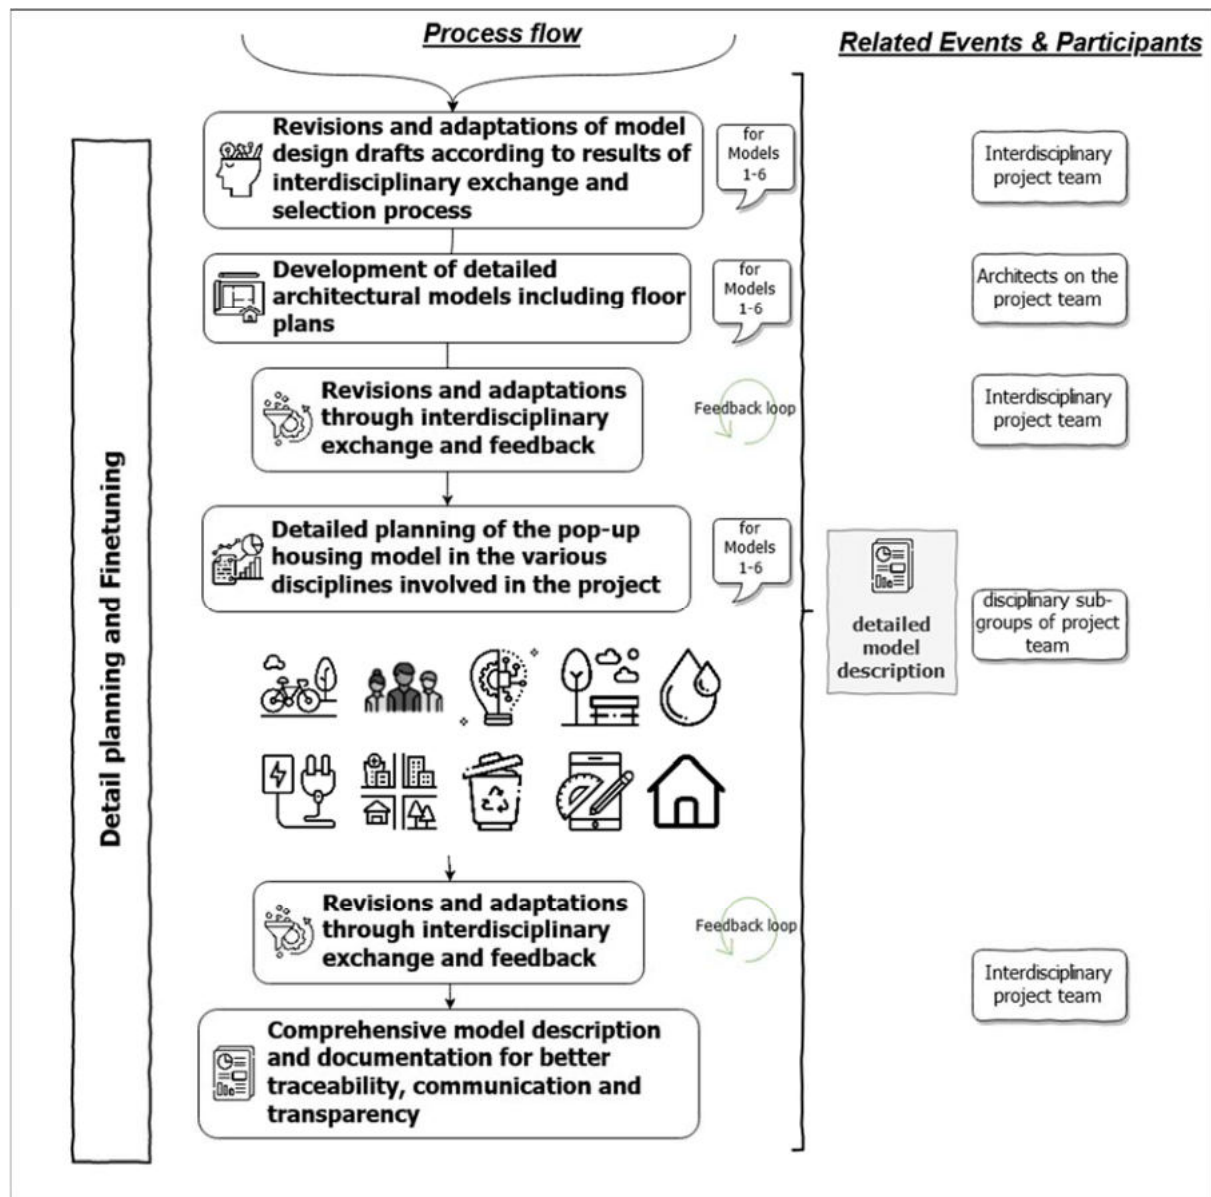 Process flow
Related Events & Participants
Detail planning and Finetuning
Revisions and adaptations of model
design drafts according to results of
interdisciplinary exchange and
selection process
for
Models
1-6
Interdisciplinary
project team
Development of detailed
architectural models including floor
plans
for
Models
1-6
Architects on the
project team
Revisions and adaptations
through interdisciplinary
exchange and feedback
Feedback loop
Interdisciplinary
project team
Detailed planning of the pop-up
housing model in the various
disciplines involved in the project
for
Models
1-6
detailed
model
description
disciplinary sub-
groups of project
team
Revisions and adaptations
through interdisciplinary
exchange and feedback
Feedback loop
Interdisciplinary
project team
Comprehensive model description
and documentation for better
traceability, communication and
transparency